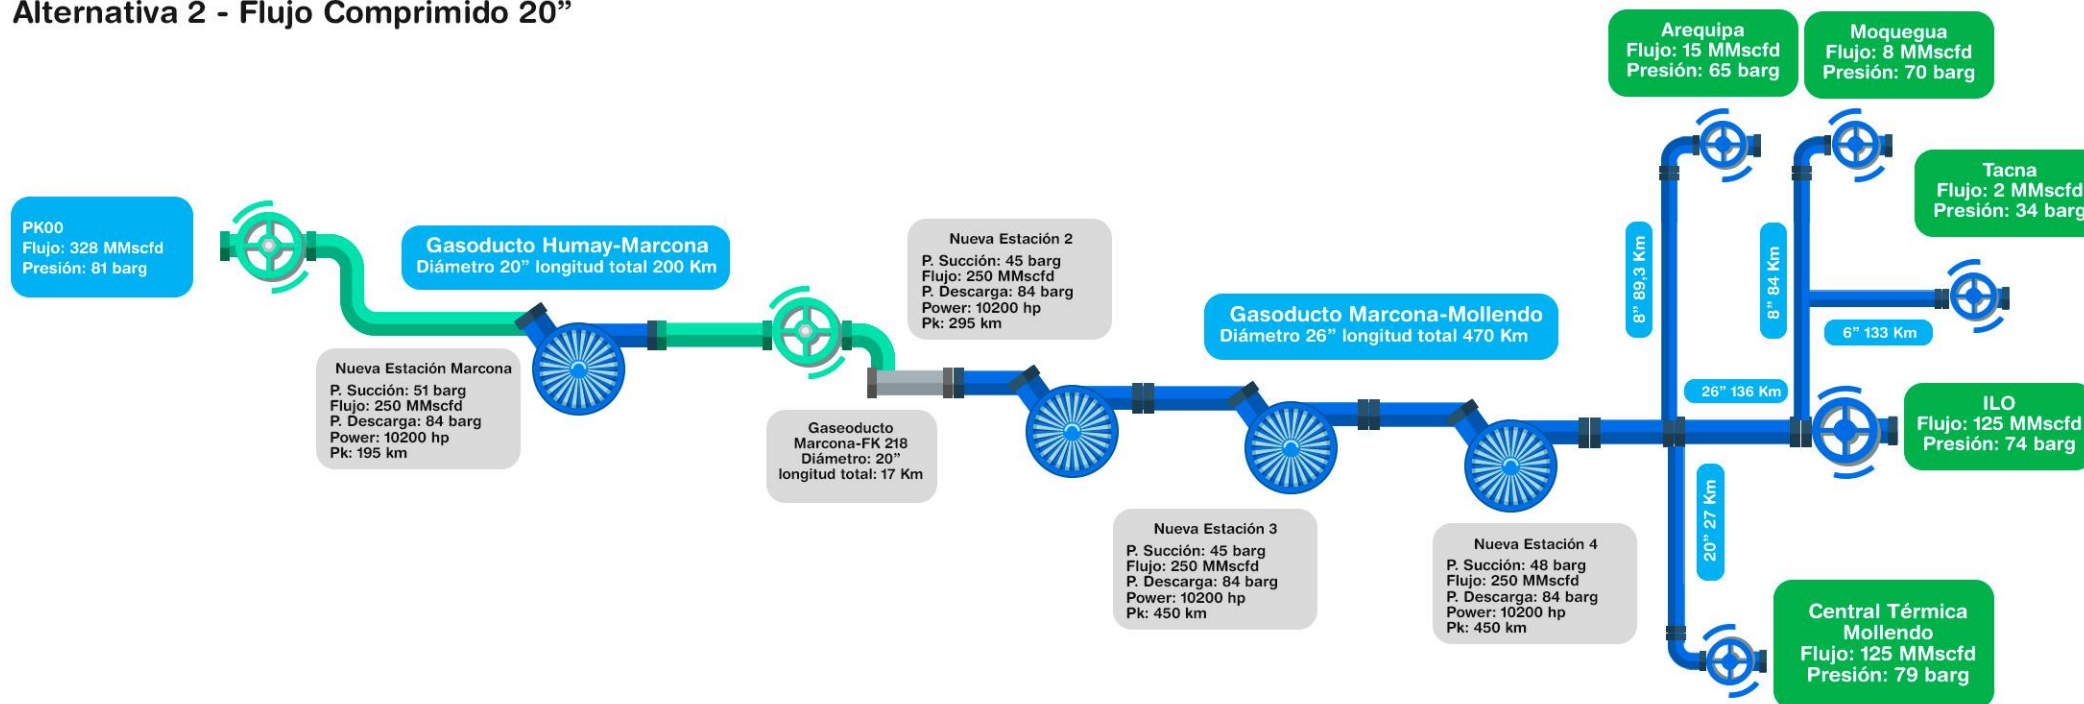 Alternativa 2 - Flujo Comprimido 20”
PK00
Flujo: 328 MMscfd
Presión: 81 barg
Gasoducto Humay-Marcona
Diámetro 20” longitud total 200 Km
Nueva Estación Marcona
P. Succión: 51 barg
Flujo: 250 MMscfd
P. Descarga: 84 barg
Power: 10200 hp
Pk: 195 km
Gaseoducto
Marcona-FK 218
Diámetro: 20”
longitud total: 17 Km
Nueva Estación 2
P. Succión: 45 barg
Flujo: 250 MMscfd
P. Descarga: 84 barg
Power: 10200 hp
Pk: 295 km
Nueva Estación 3
P. Succión: 45 barg
Flujo: 250 MMscfd
P. Descarga: 84 barg
Power: 10200 hp
Pk: 450 km
Gasoducto Marcona-Mollendo
Diámetro 26” longitud total 470 Km
Nueva Estación 4
P. Succión: 48 barg
Flujo: 250 MMscfd
P. Descarga: 84 barg
Power: 10200 hp
Pk: 450 km
Arequipa
Flujo: 15 MMscfd
Presión: 65 barg
Moquegua
Flujo: 8 MMscfd
Presión: 70 barg
Tacna
Flujo: 2 MMscfd
Presión: 34 barg
8” 89,3 Km
8” 84 Km
6” 133 Km
26” 136 Km
ILO
Flujo: 125 MMscfd
Presión: 74 barg
20” 27 Km
Central Térmica
Mollendo
Flujo: 125 MMscfd
Presión: 79 barg